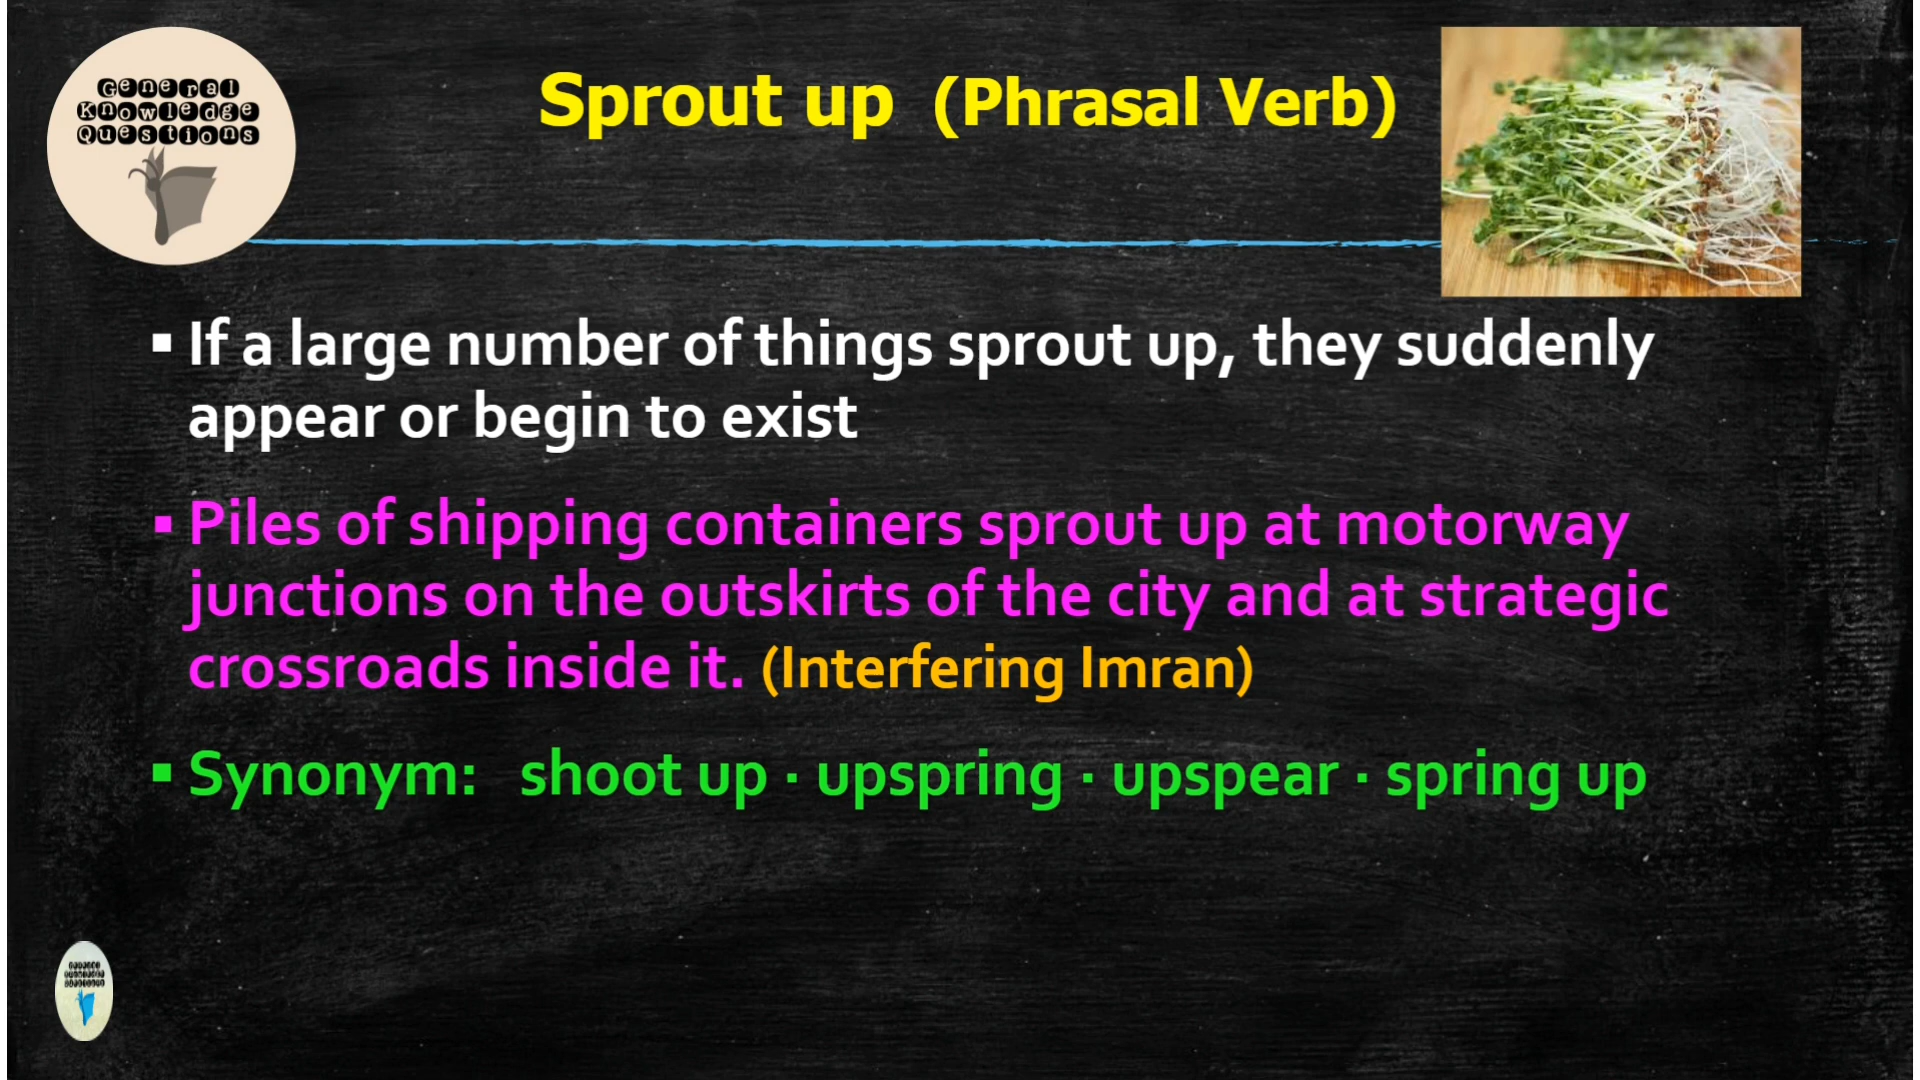 General
Knowledge
Questions
Sprout up (Phrasal Verb)
▪ If a large number of things sprout up, they suddenly
appear or begin to exist
▪ Piles of shipping containers sprout up at motorway
junctions on the outskirts of the city and at strategic
crossroads inside it. (Interfering Imran)
▪ Synonym: shoot up · upspring · upspear · spring up